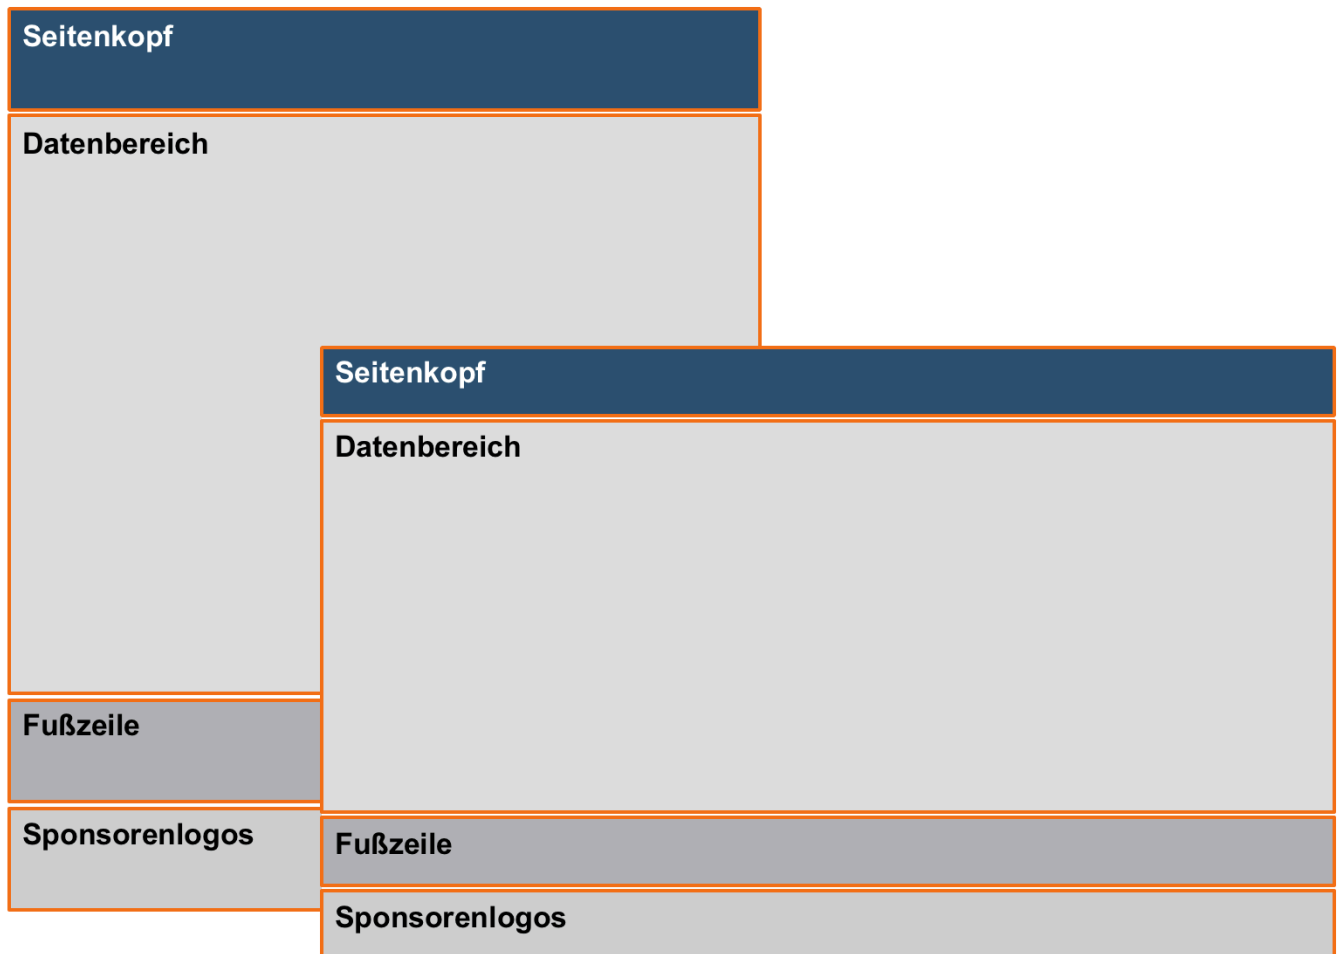 Seitenkopf
Datenbereich
Fußzeile
Sponsorenlogos
Seitenkopf
Datenbereich
Fußzeile
Sponsorenlogos